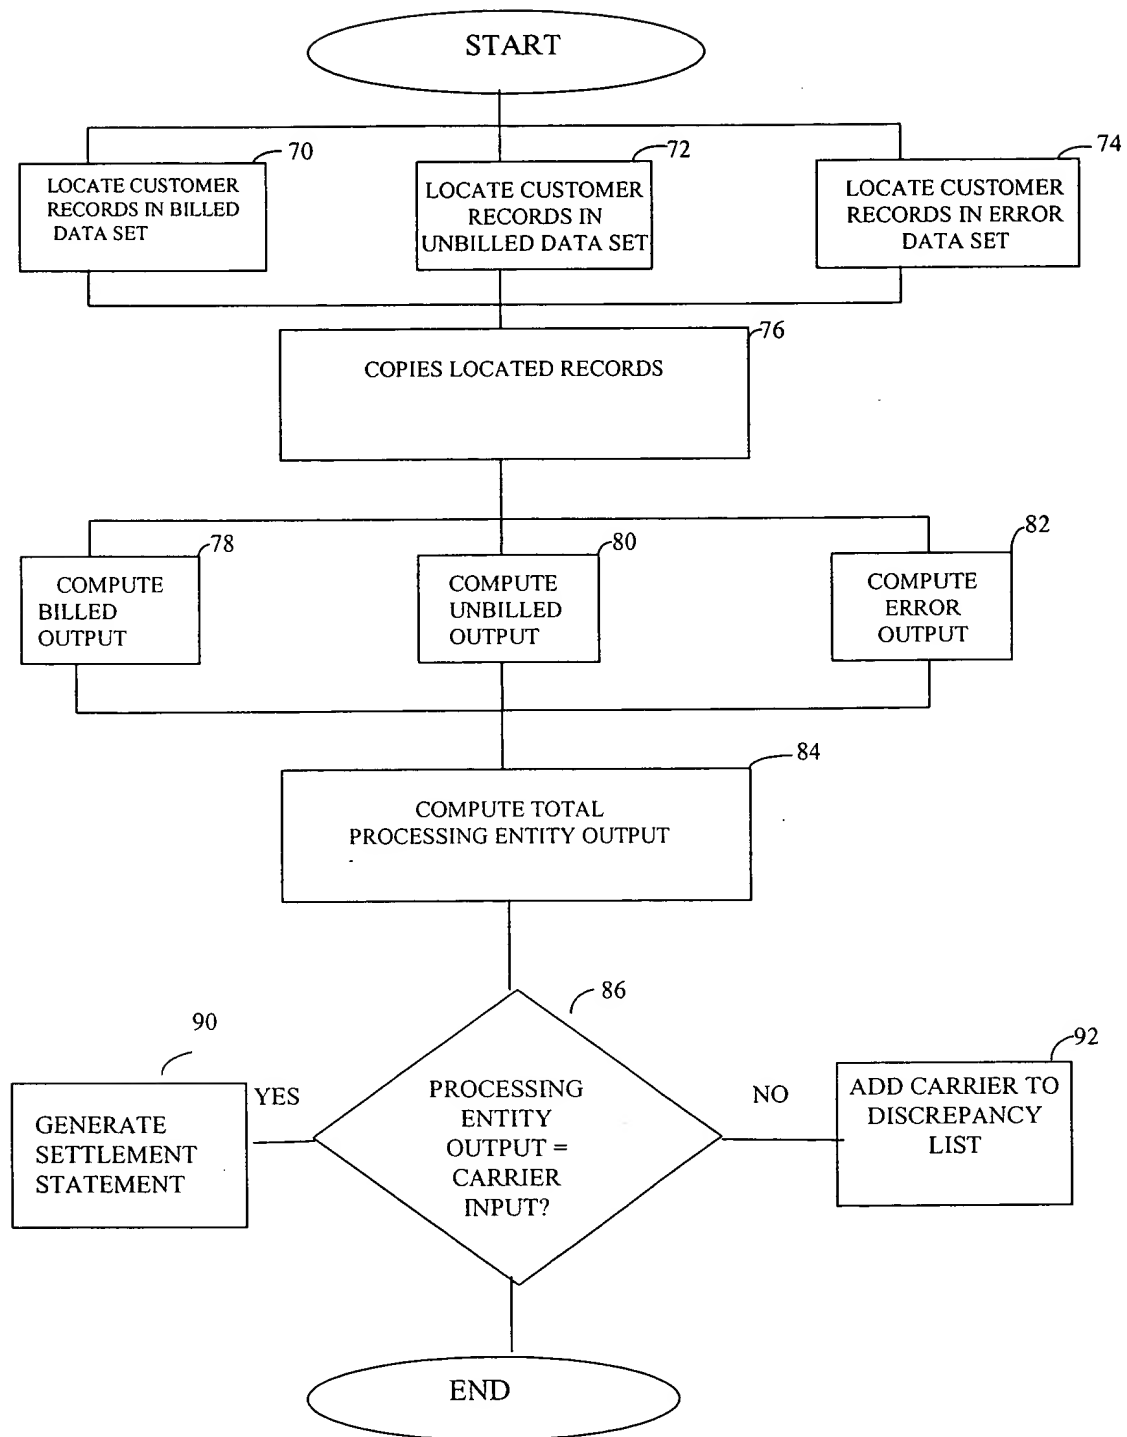 START
70
LOCATE CUSTOMER
RECORDS IN BILLED
DATA SET
72
LOCATE CUSTOMER
RECORDS IN
UNBILLED DATA SET
74
LOCATE CUSTOMER
RECORDS IN ERROR
DATA SET
76
COPIES LOCATED RECORDS
78
COMPUTE
BILLED
OUTPUT
80
COMPUTE
UNBILLED
OUTPUT
82
COMPUTE
ERROR
OUTPUT
84
COMPUTE TOTAL
PROCESSING ENTITY OUTPUT
86
PROCESSING
ENTITY
OUTPUT =
CARRIER
INPUT?
90
YES
GENERATE
SETTLEMENT
STATEMENT
NO
92
ADD CARRIER TO
DISCREPANCY
LIST
END